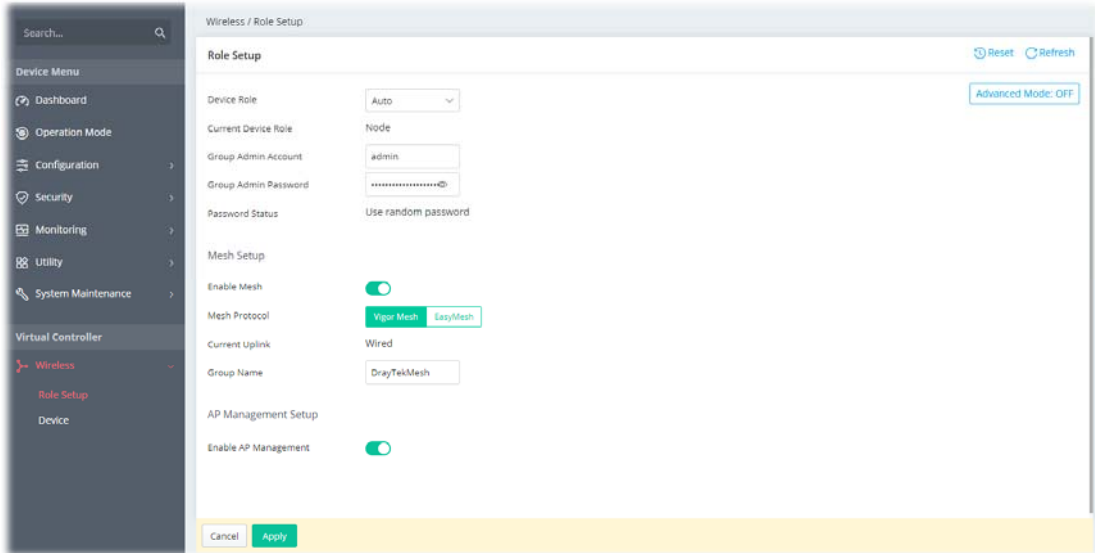 Search...
Wireless / Role Setup
Role Setup
Reset
Refresh
Device Menu
Dashboard
Operation Mode
Configuration
Security
Monitoring
Utility
System Maintenance
Virtual Controller
Wireless
Role Setup
Device
Advanced Mode: OFF
Device Role Auto
Current Device Role Node
Group Admin Account admin
Group Admin Password ••••••••••••••••••••
Password Status Use random password
Mesh Setup
Enable Mesh
Mesh Protocol Vigor Mesh EasyMesh
Current Uplink Wired
Group Name DrayTekMesh
AP Management Setup
Enable AP Management
Cancel Apply